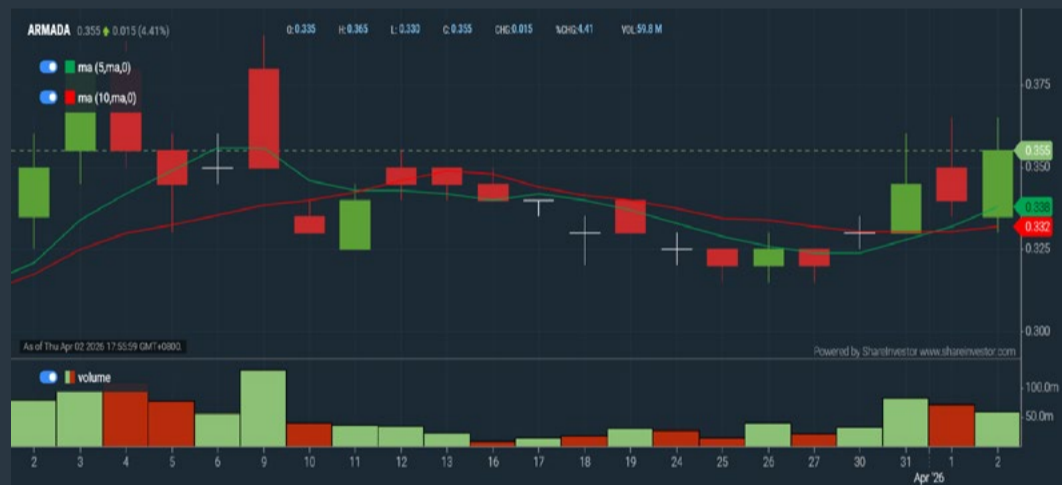 ARMADA 0.355 0.015 (4.41%) O:0.335 H:0.365 L: 0.330 C: 0.355 CHG:0.015 %CHG:4.41 VOL:59.8 M
ma (5,ma,0)
ma (10,ma,0)
0.375
0.355
0.350
0.338
0.332
0.325
0.300
As of Thu Apr 02 2026 17:55:59 GMT+0800.
Powered by ShareInvestor www.shareinvestor.com
volume
100.0m
50.0m
2 3 4 5 6 9 10 11 12 13 16 17 18 19 24 25 26 27 30 31 1 2
Apr '26